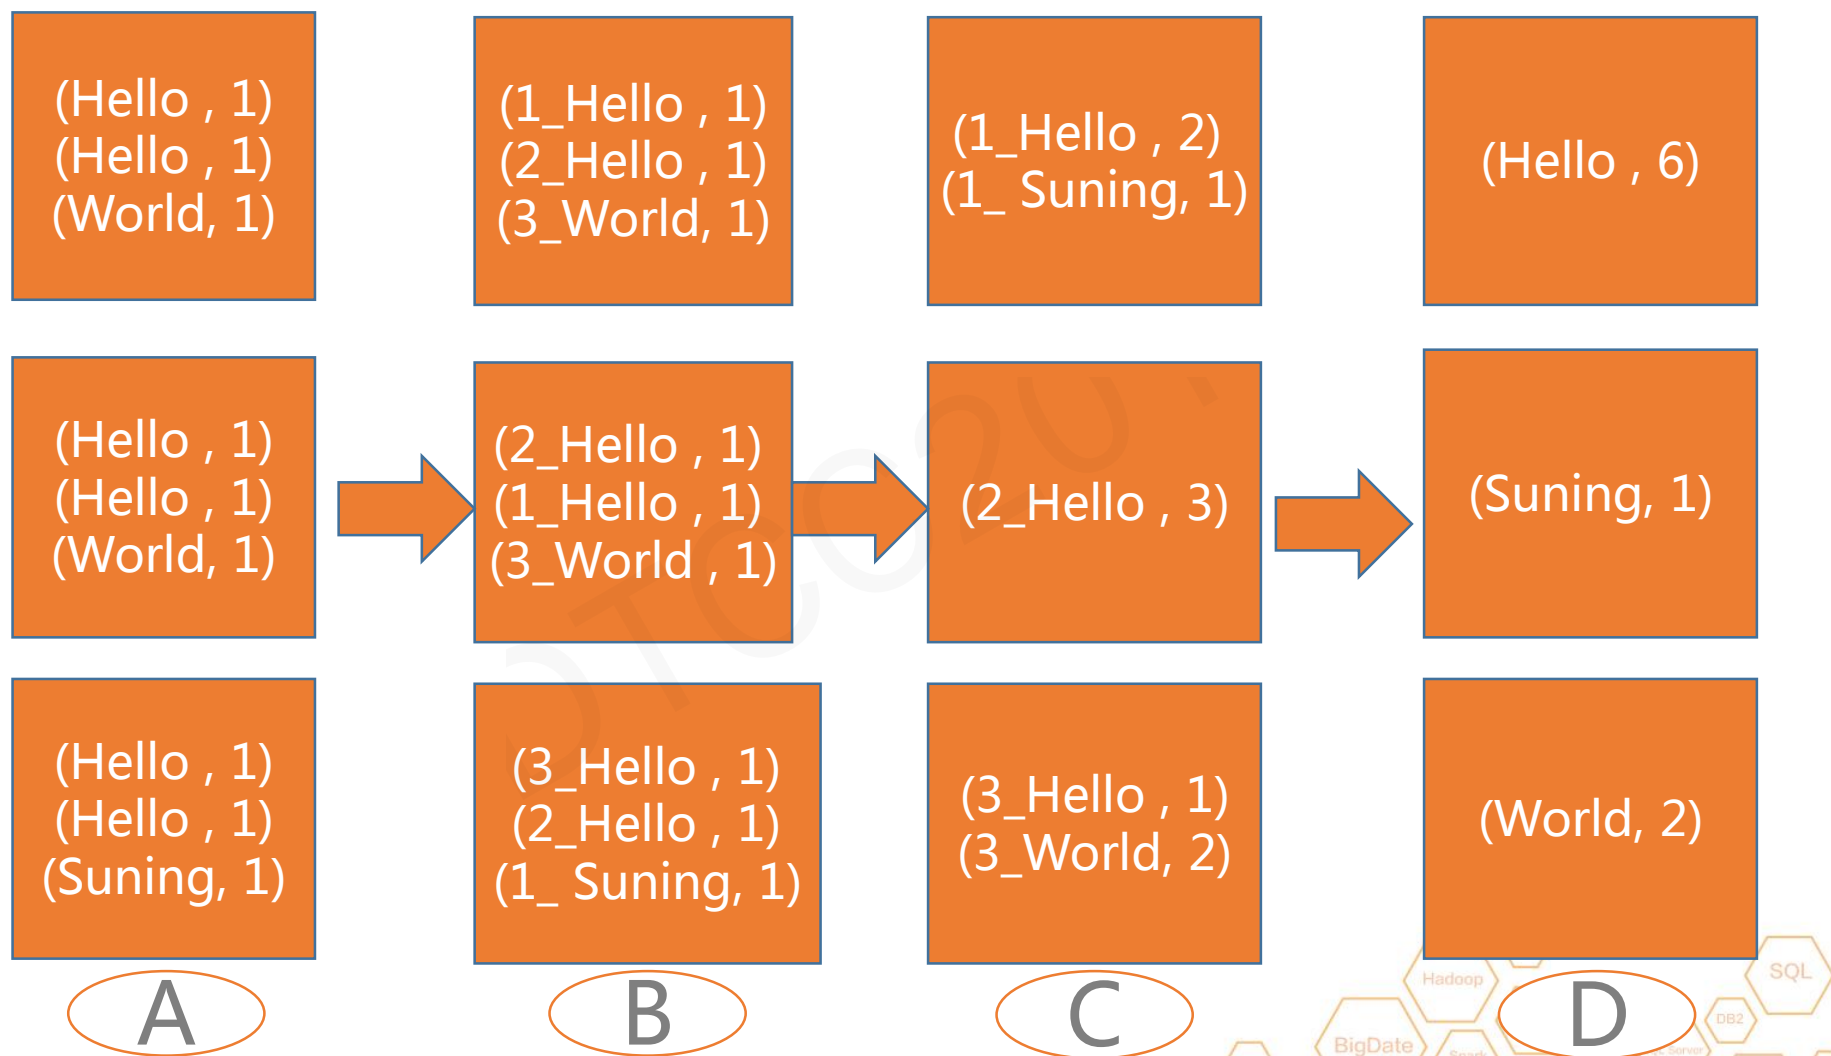 (Hello , 1)
(Hello , 1)
(World, 1)
(Hello , 1)
(Hello , 1)
(World, 1)
(Hello , 1)
(Hello , 1)
(Suning, 1)
A
(1_Hello , 1)
(2_Hello , 1)
(3_World, 1)
(2_Hello , 1)
(1_Hello , 1)
(3_World , 1)
(3_Hello , 1)
(2_Hello , 1)
(1_ Suning, 1)
B
(1_Hello , 2)
(1_ Suning, 1)
(2_Hello , 3)
(3_Hello , 1)
(3_World, 2)
C
(Hello , 6)
(Suning, 1)
(World, 2)
D
Hadoop
SQL
DB2
BigDate
Server